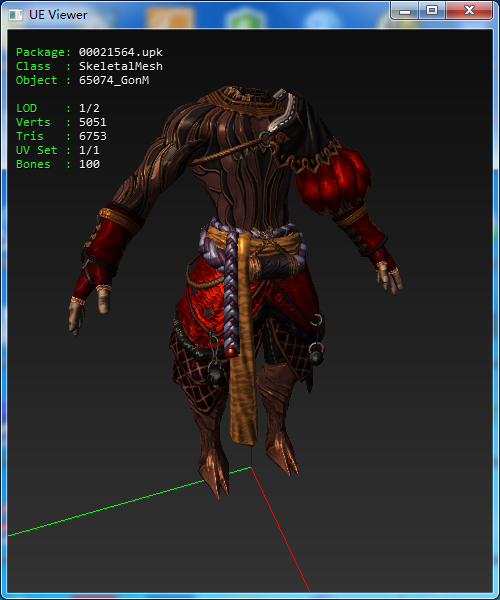 UE Viewer
Package: 00021564.upk
Class : SkeletalMesh
Object : 65074_GonM
LOD : 1/2
Verts : 5051
Tris : 6753
UV Set : 1/1
Bones : 100